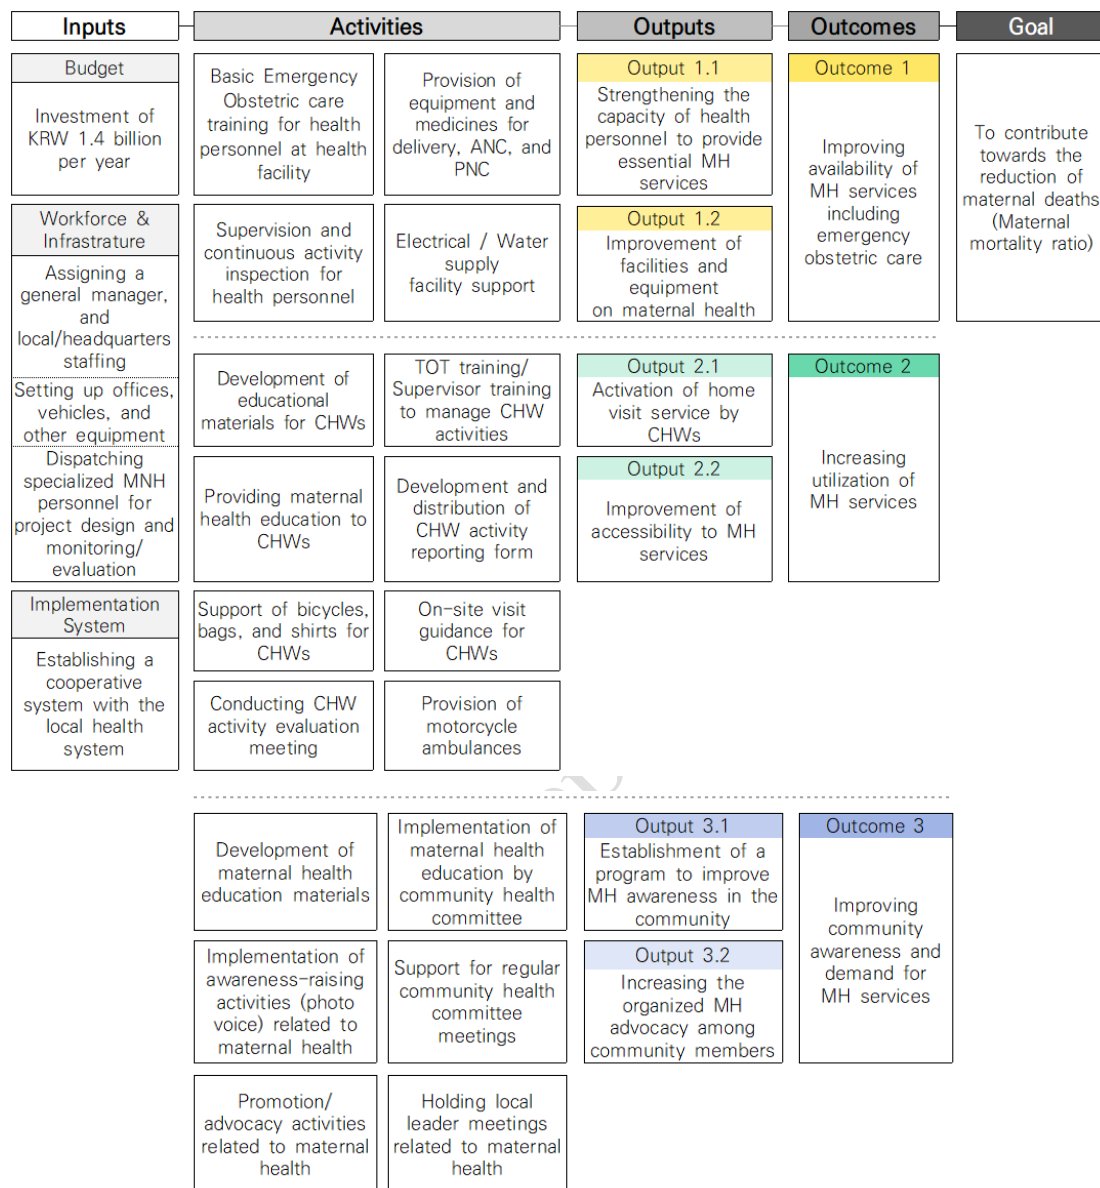 Inputs
Activities
Outputs
Outcomes
Goal
Budget
Investment of
KRW 1.4 billion
per year
Workforce &
Infrastrature
Assigning a
general manager,
and
local/headquarters
staffing
Setting up offices,
vehicles, and
other equipment
Dispatching
specialized MNH
personnel for
project design and
monitoring/
evaluation
Implementation
System
Establishing a
cooperative
system with the
local health
system
Basic Emergency
Obstetric care
training for health
personnel at health
facility
Provision of
equipment and
medicines for
delivery, ANC, and
PNC
Supervision and
continuous activity
inspection for
health personnel
Electrical / Water
supply
facility support
Output 1.1
Strengthening the
capacity of health
personnel to provide
essential MH
services
Output 1.2
Improvement of
facilities and
equipment
on maternal health
Outcome 1
Improving
availability of
MH services
including
emergency
obstetric care
To contribute
towards the
reduction of
maternal deaths
(Maternal
mortality ratio)
Development of
educational
materials for CHWs
TOT training/
Supervisor training
to manage CHW
activities
Providing maternal
health education to
CHWs
Development and
distribution of
CHW activity
reporting form
Support of bicycles,
bags, and shirts for
CHWs
On-site visit
guidance for
CHWs
Conducting CHW
activity evaluation
meeting
Provision of
motorcycle
ambulances
Output 2.1
Activation of home
visit service by
CHWs
Output 2.2
Improvement of
accessibility to MH
services
Outcome 2
Increasing
utilization of
MH services
Development of
maternal health
education materials
Implementation of
maternal health
education by
community health
committee
Implementation of
awareness-raising
activities (photo
voice) related to
maternal health
Support for regular
community health
committee
meetings
Promotion/
advocacy activities
related to maternal
health
Holding local
leader meetings
related to maternal
health
Output 3.1
Establishment of a
program to improve
MH awareness in the
community
Output 3.2
Increasing the
organized MH
advocacy among
community members
Outcome 3
Improving
community
awareness and
demand for
MH services